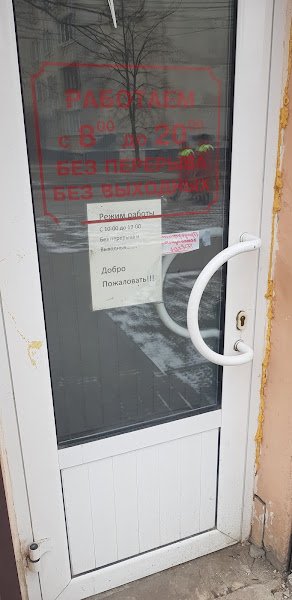 РАБОТАЕМ
С 8⁰⁰ ДО 20⁰⁰
БЕЗ ПЕРЕРЫВА
БЕЗ ВЫХОДНЫХ
Режим работы
С 10:00 до 17:00
Без перерыва и
Выходных
Добро
Пожаловать!!!